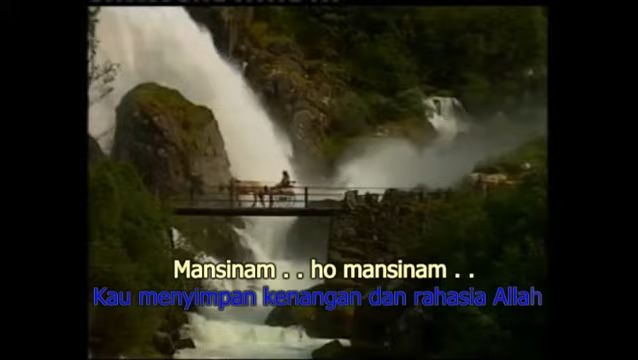 Mansinam . . ho mansinam . .
Kau menyimpan kenangan dan rahasia Allah